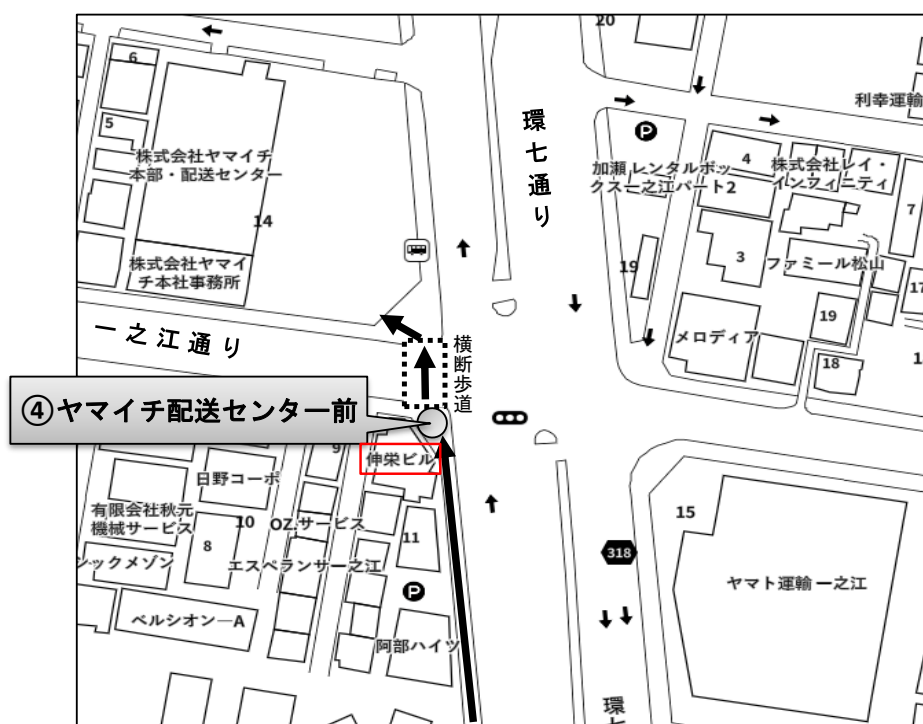 20
6
利幸運輸
5
環七通り
P
加瀬レンタルボッ
クス一之江パート2
4
株式会社レイ・
インフィニティ
株式会社ヤマイチ
本部・配送センター
7
14
株式会社ヤマイ
チ本社事務所
19
3
ファミール松山
17
一之江通り
横断歩道
メロディア
19
18
1
④ヤマイチ配送センター前
9
伸栄ビル
日野コーポ
有限会社秋元
機械サービス
10
OZ.サービス
15
8
11
シックメゾン
エスペランサ一之江
318
ヤマト運輸 一之江
P
ベルシオン―A
阿部ハイツ
環七